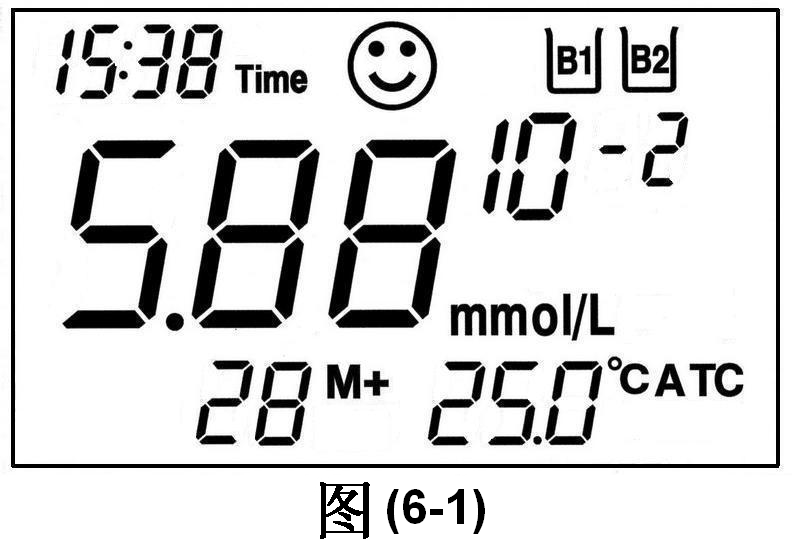 15:38 Time B1 B2
5.88 10 -2 mmol/L
28 M+ 25.0 °C ATC
图 (6-1)